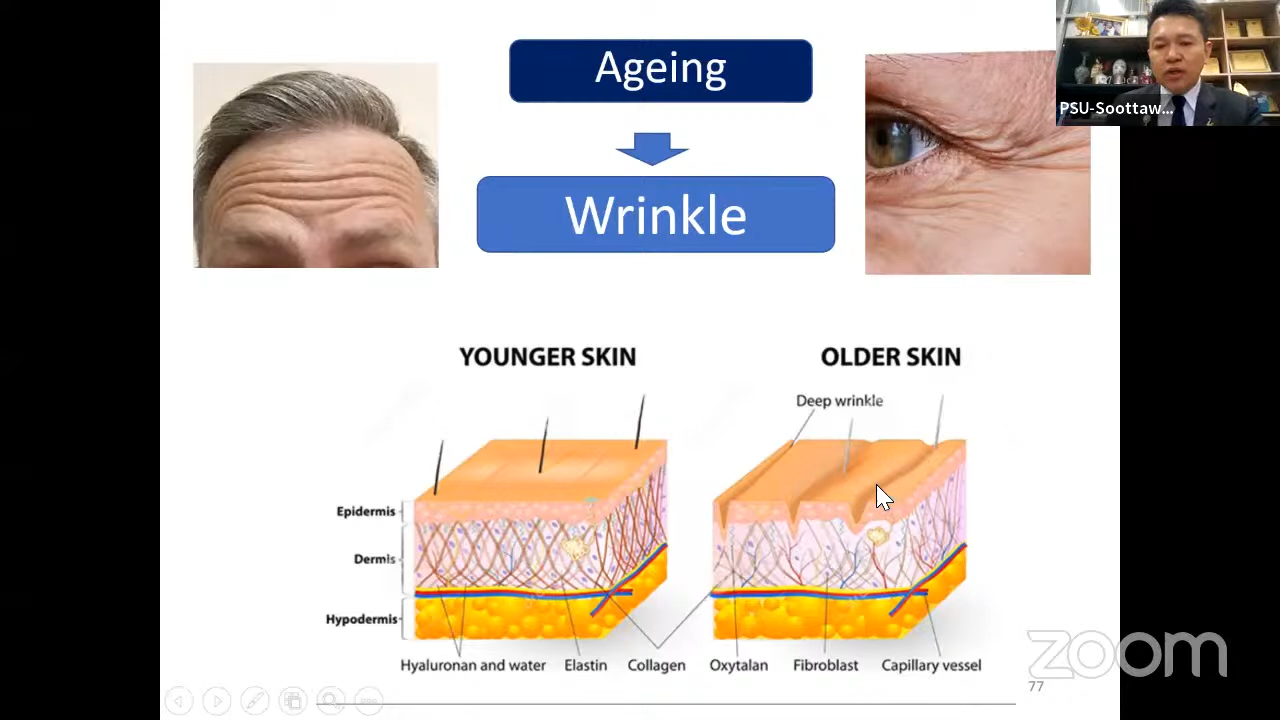 Ageing
PSU-Soottaw...
Wrinkle
YOUNGER SKIN
OLDER SKIN
Deep wrinkle
Epidermis
Dermis
Hypodermis
Hyaluronan and water
Elastin
Collagen
Oxytalan
Fibroblast
Capillary vessel
zoom
77